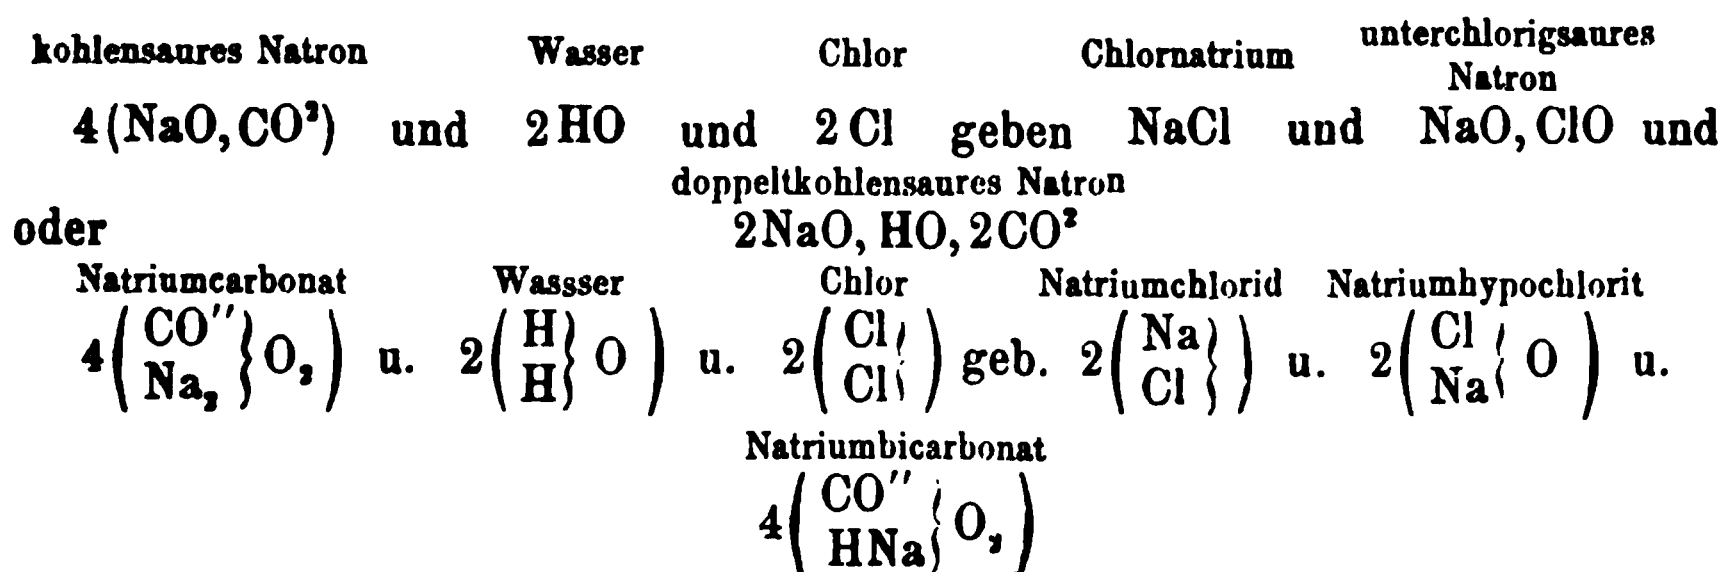 kohlensaures Natron Wasser Chlor Chlornatrium unterchlorigsaures Natron
4(NaO, CO²) und 2 HO und 2 Cl geben NaCl und NaO, ClO und
doppeltkohlensaures Natron
oder 2NaO, HO, 2CO²
Natriumcarbonat Wassser Chlor Natriumchlorid Natriumhypochlorit
4(CO″ Na₂}O₂) u. 2(H H}O) u. 2(Cl Cl}) geb. 2(Na Cl}) u. 2(Cl Na}O) u.
Natriumbicarbonat
4(CO″ HNa}O₂)